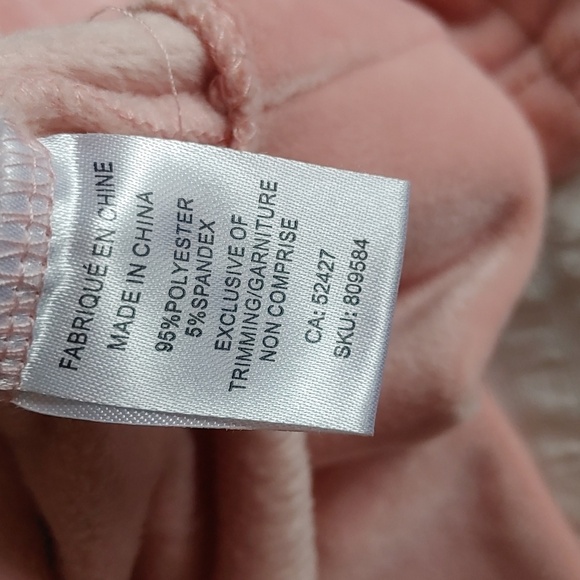 FABRIQUÉ EN CHINE
MADE IN CHINA
95%POLYESTER
5%SPANDEX
EXCLUSIVE OF
TRIMMING/GARNITURE
NON COMPRISE
CA: 52427
SKU: 809584